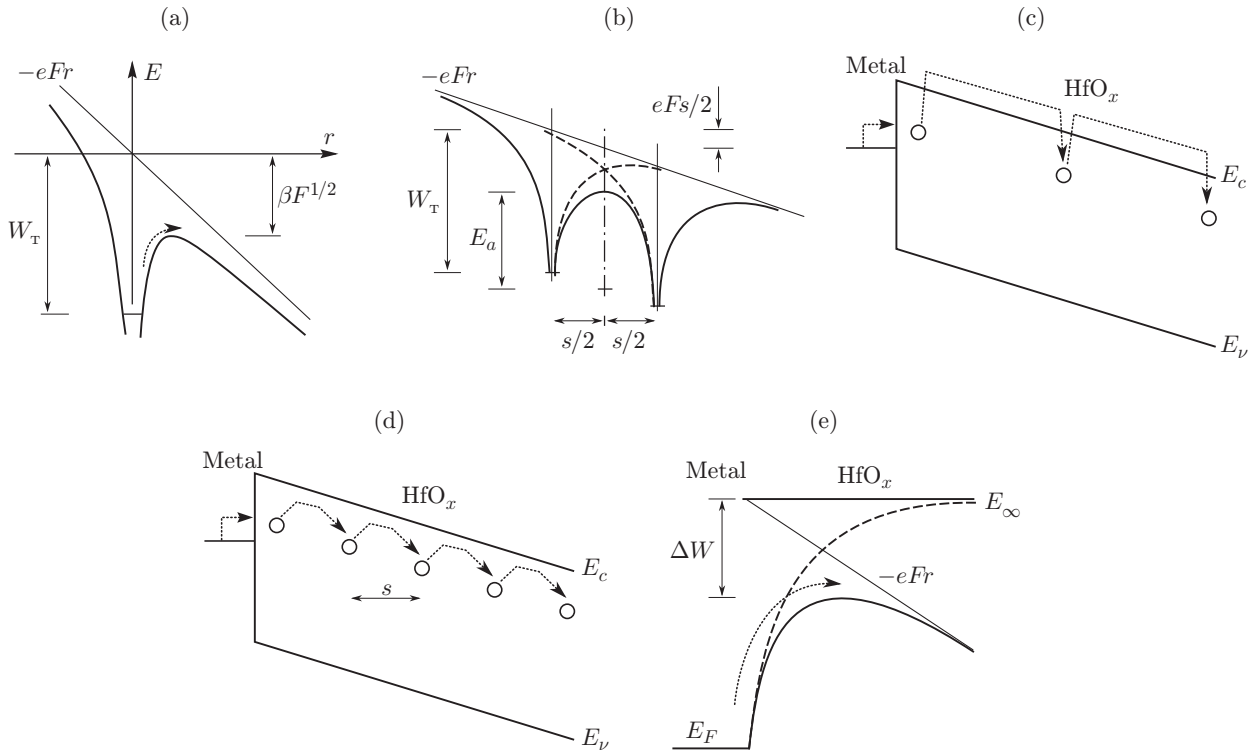 (a)
−eFr
E
r
βF^{1/2}
W_T
(b)
−eFr
eFs/2
W_T
E_a
s/2
s/2
(c)
Metal
HfO_x
E_c
E_ν
(d)
Metal
HfO_x
s
E_c
E_ν
(e)
Metal
HfO_x
E_∞
ΔW
−eFr
E_F